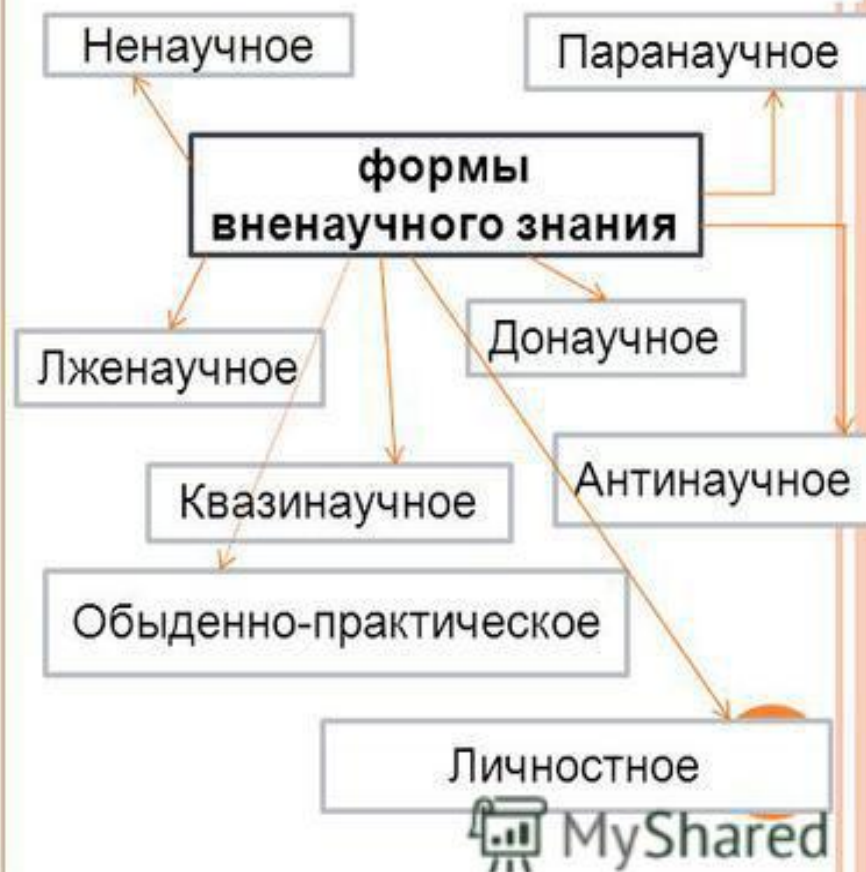 Ненаучное
Паранаучное
формы
вненаучного знания
Лженаучное
Донаучное
Квазинаучное
Антинаучное
Обыденно-практическое
Личностное
MyShared